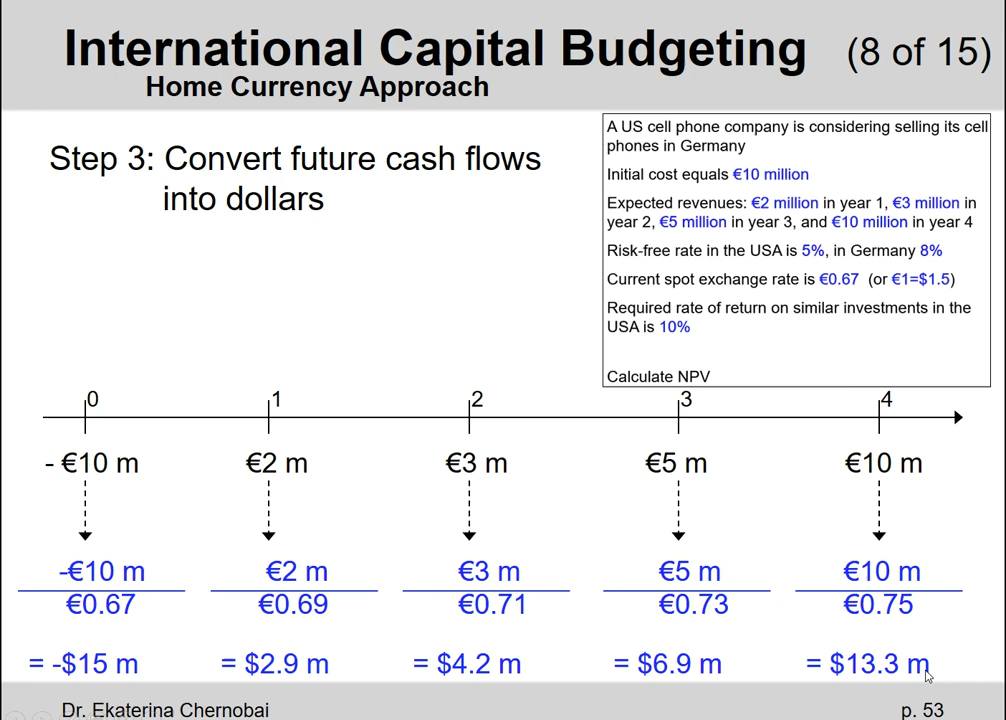 International Capital Budgeting (8 of 15)
Home Currency Approach
Step 3: Convert future cash flows
into dollars
A US cell phone company is considering selling its cell
phones in Germany
Initial cost equals €10 million
Expected revenues: €2 million in year 1, €3 million in
year 2, €5 million in year 3, and €10 million in year 4
Risk-free rate in the USA is 5%, in Germany 8%
Current spot exchange rate is €0.67 (or €1=$1.5)
Required rate of return on similar investments in the
USA is 10%
Calculate NPV
0 1 2 3 4
- €10 m €2 m €3 m €5 m €10 m
-€10 m €2 m €3 m €5 m €10 m
€0.67 €0.69 €0.71 €0.73 €0.75
= -$15 m = $2.9 m = $4.2 m = $6.9 m = $13.3 m
Dr. Ekaterina Chernobai p. 53